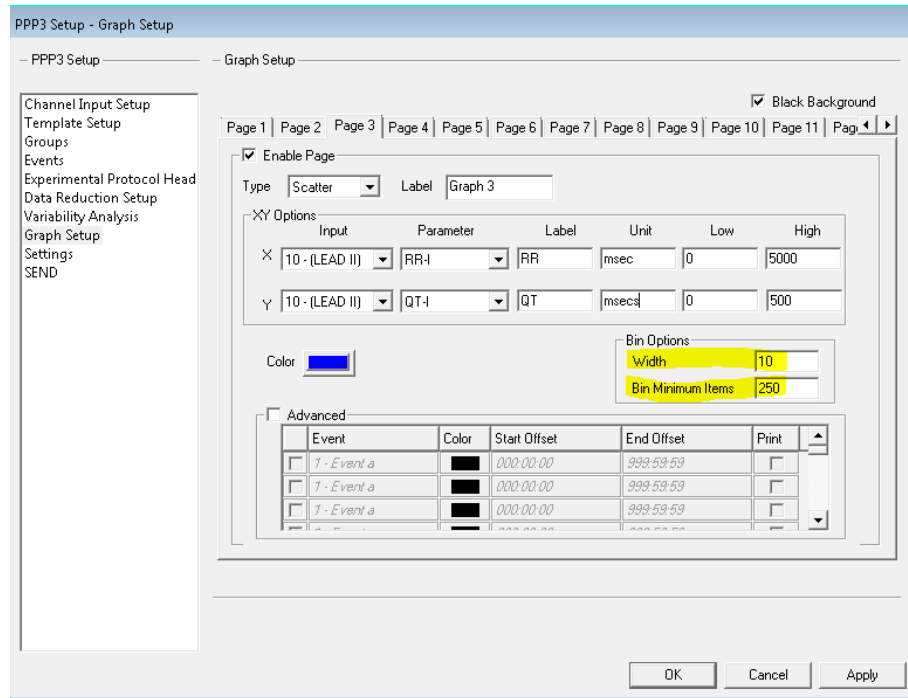 PPP3 Setup - Graph Setup
PPP3 Setup
Channel Input Setup
Template Setup
Groups
Events
Experimental Protocol Head
Data Reduction Setup
Variability Analysis
Graph Setup
Settings
SEND
Graph Setup
Black Background
Page 1 Page 2 Page 3 Page 4 Page 5 Page 6 Page 7 Page 8 Page 9 Page 10 Page 11 Pag
Enable Page
Type Scatter Label Graph 3
XY Options
Input Parameter Label Unit Low High
X 10 - (LEAD II) RR-I RR msec 0 5000
Y 10 - (LEAD II) QT-I QT msecs 0 500
Color
Bin Options
Width 10
Bin Minimum Items 250
Advanced
Event Color Start Offset End Offset Print
1 - Event a 000:00:00 999:59:59
1 - Event a 000:00:00 999:59:59
1 - Event a 000:00:00 999:59:59
OK Cancel Apply